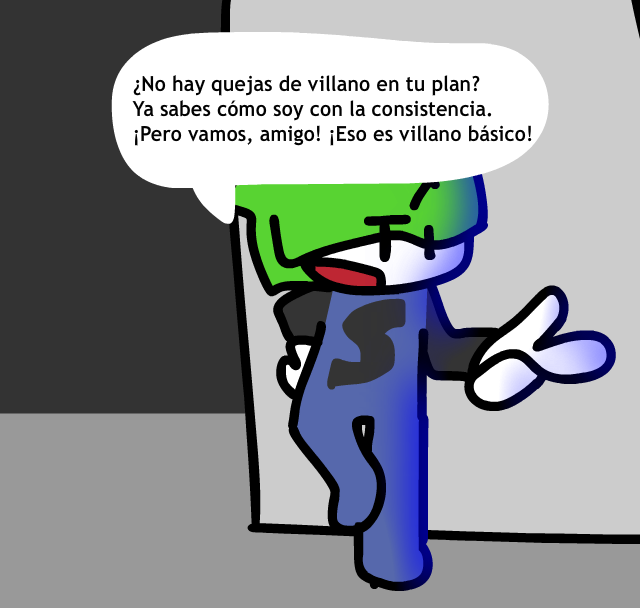 ¿No hay quejas de villano en tu plan?
Ya sabes cómo soy con la consistencia.
¡Pero vamos, amigo! ¡Eso es villano básico!
S